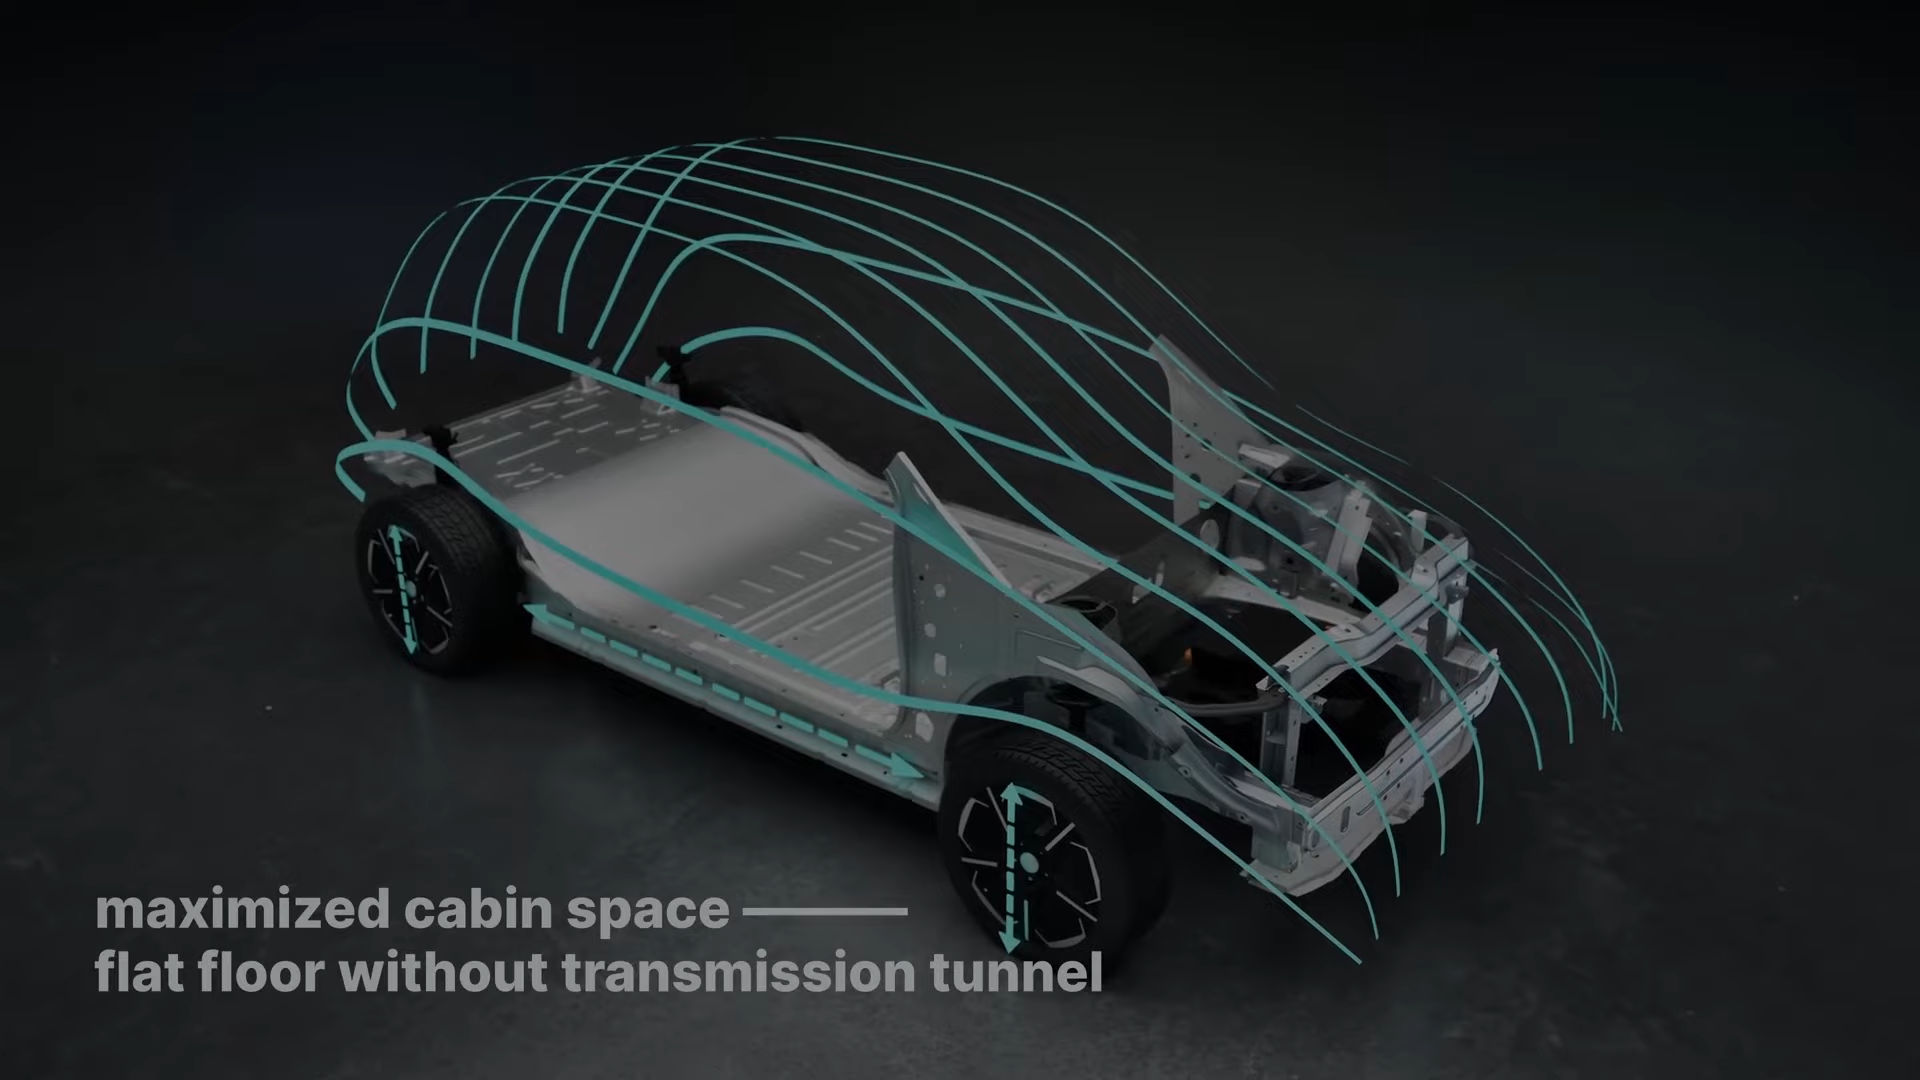 maximized cabin space ———
flat floor without transmission tunnel